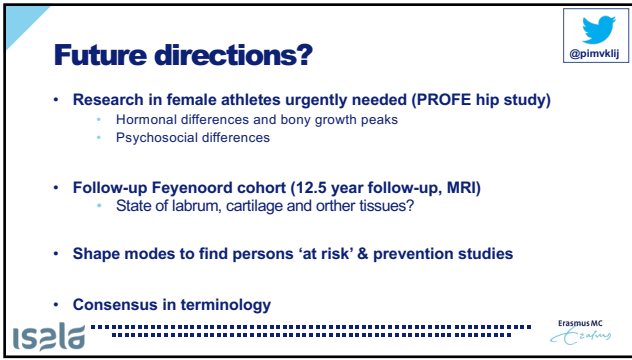 Future directions?
@pimvklij
• Research in female athletes urgently needed (PROFE hip study)
• Hormonal differences and bony growth peaks
• Psychosocial differences
• Follow-up Feyenoord cohort (12.5 year follow-up, MRI)
• State of labrum, cartilage and orther tissues?
• Shape modes to find persons ‘at risk’ & prevention studies
• Consensus in terminology
isala
Erasmus MC
Erasmus